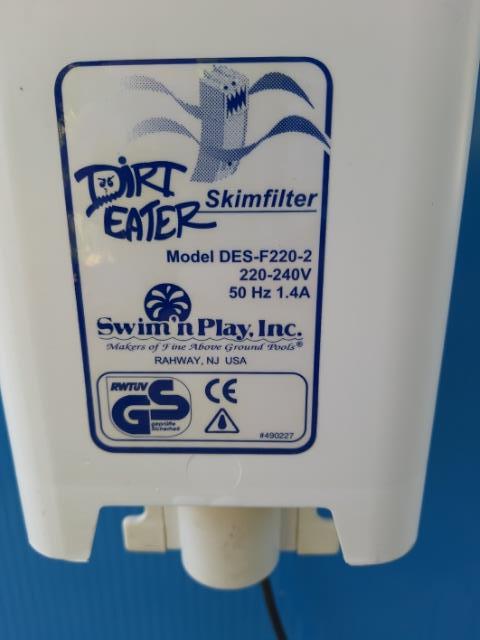 DiRT
EATER
Skimfilter
Model DES-F220-2
220-240V
50 Hz 1.4A
Swim'n Play, Inc.
Makers of Fine Above Ground Pools®
RAHWAY, NJ USA
RWTUV
GS
geprüfte
Sicherheit
CE
#490227